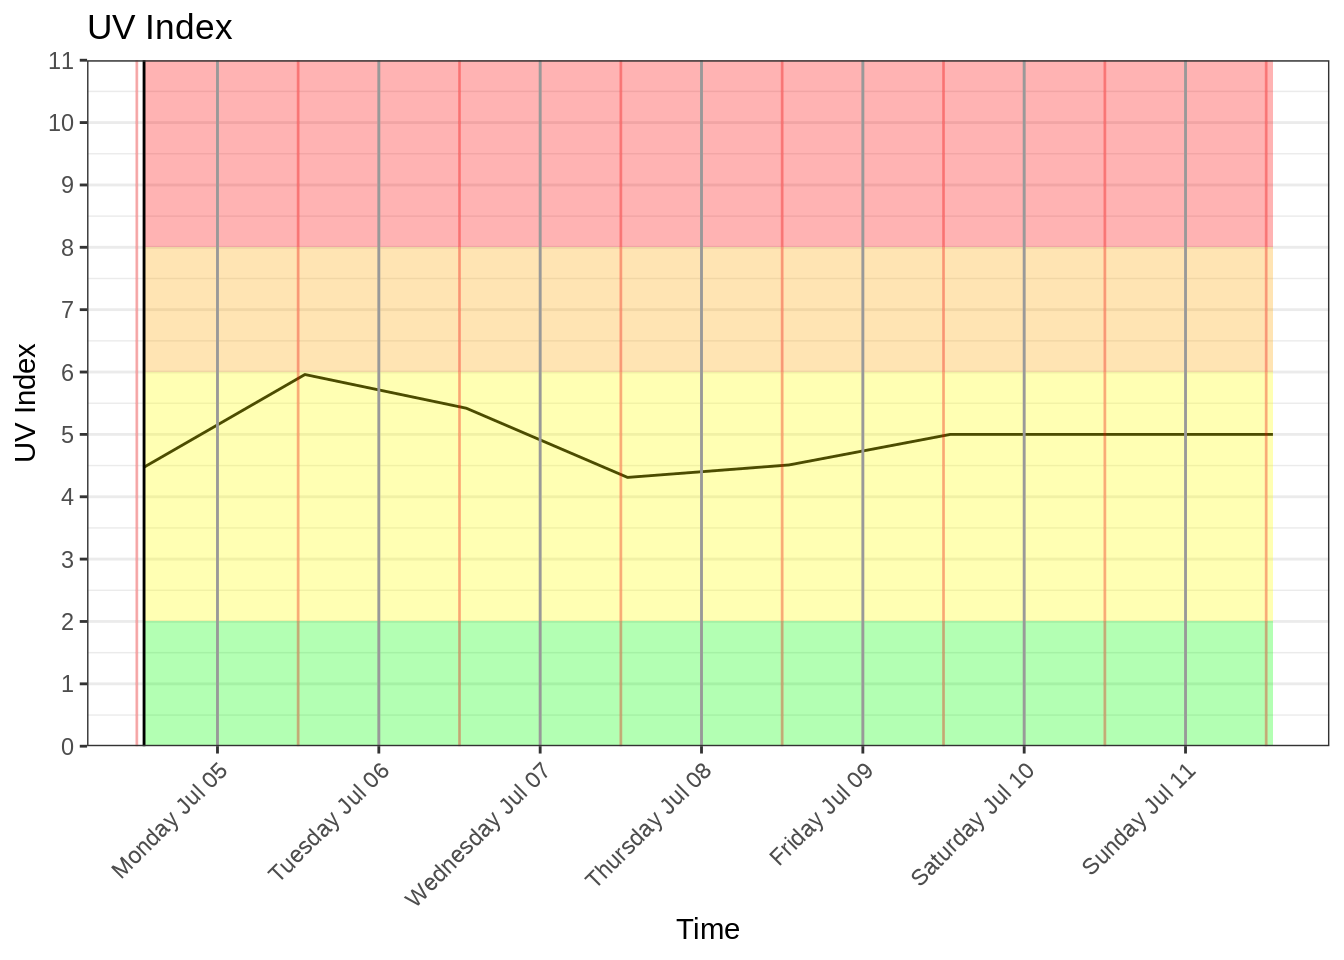 UV Index
UV Index
11
10
9
8
7
6
5
4
3
2
1
0
Monday Jul 05
Tuesday Jul 06
Wednesday Jul 07
Thursday Jul 08
Friday Jul 09
Saturday Jul 10
Sunday Jul 11
Time